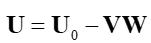 U = U₀ − VW